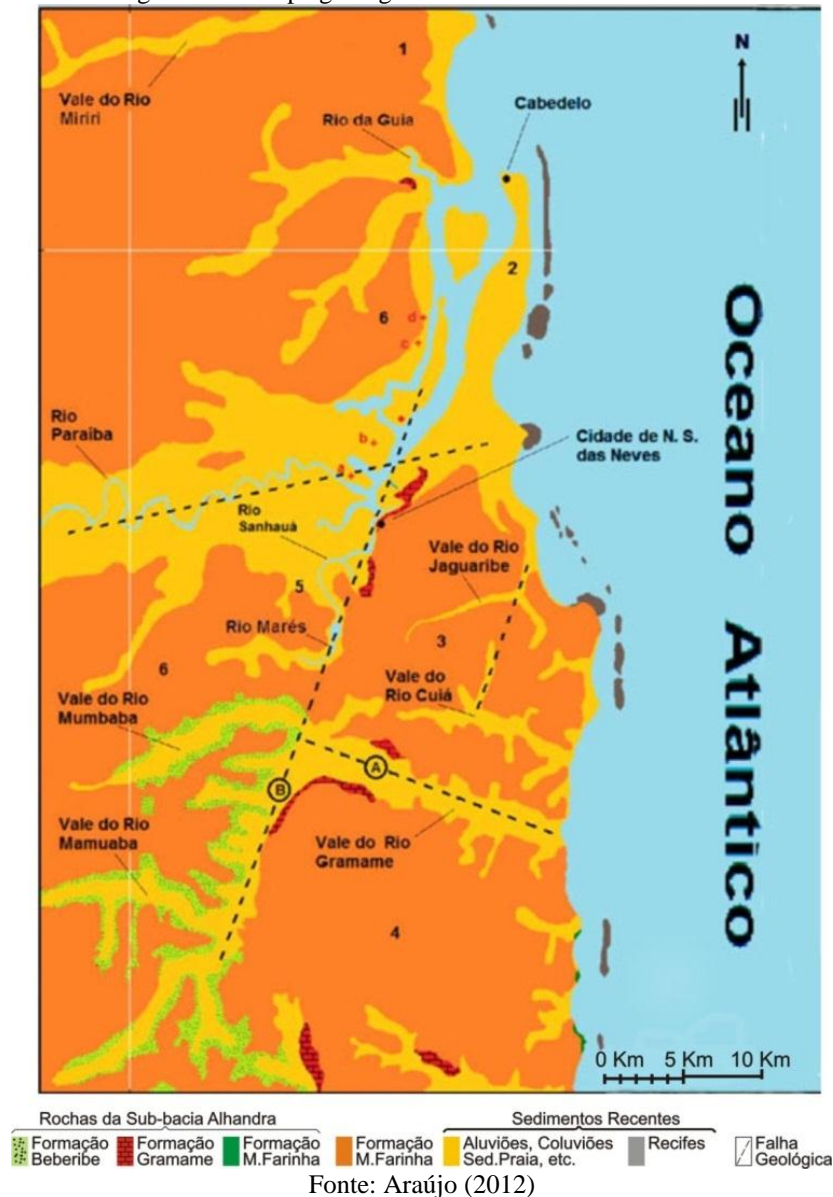 1
N
Vale do Rio
Miriri
Rio da Guia
Cabedelo
2
6
d
c
Rio
Paraíba
b
a
Cidade de N. S.
das Neves
Rio
Sanhauá
Vale do Rio
Jaguaribe
5
Rio Marés
3
6
Vale do
Rio Cuiá
Vale do Rio
Mumbaba
A
B
Vale do Rio
Mamuaba
Vale do Rio
Gramame
4
Oceano Atlântico
0 Km 5 Km 10 Km
Rochas da Sub-bacia Alhandra
Sedimentos Recentes
Formação
Beberibe
Formação
Gramame
Formação
M.Farinha
Formação
M.Farinha
Aluviões, Coluviões
Sed.Praia, etc.
Recifes
Falha
Geológica
Fonte: Araújo (2012)